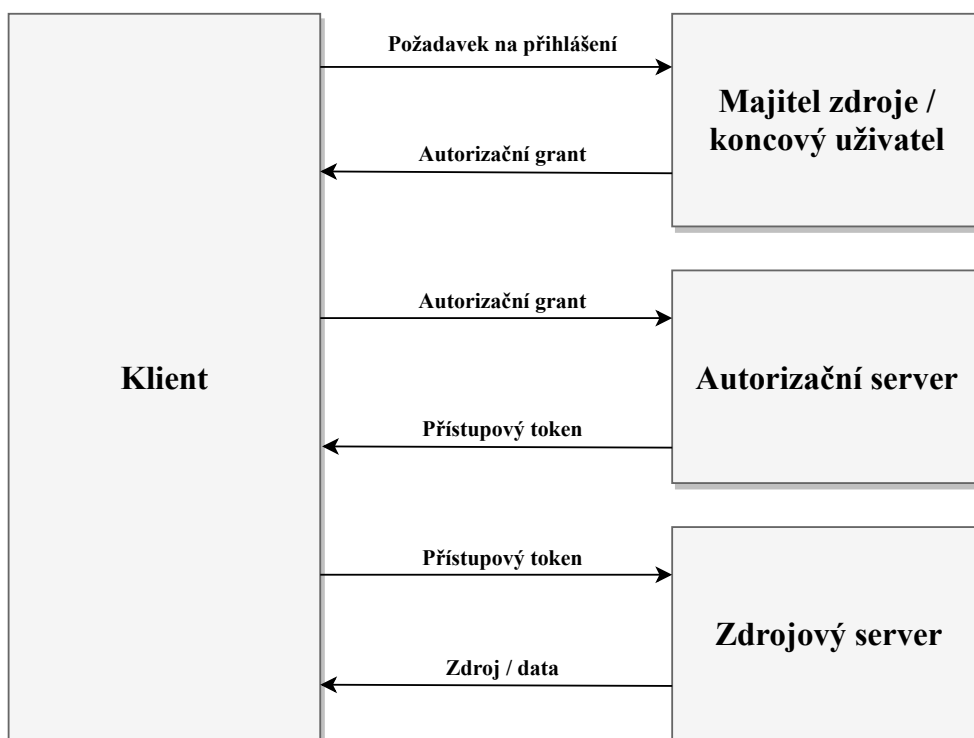 Požadavek na přihlášení
Majitel zdroje /
koncový uživatel
Autorizační grant
Autorizační grant
Klient
Autorizační server
Přístupový token
Přístupový token
Zdrojový server
Zdroj / data